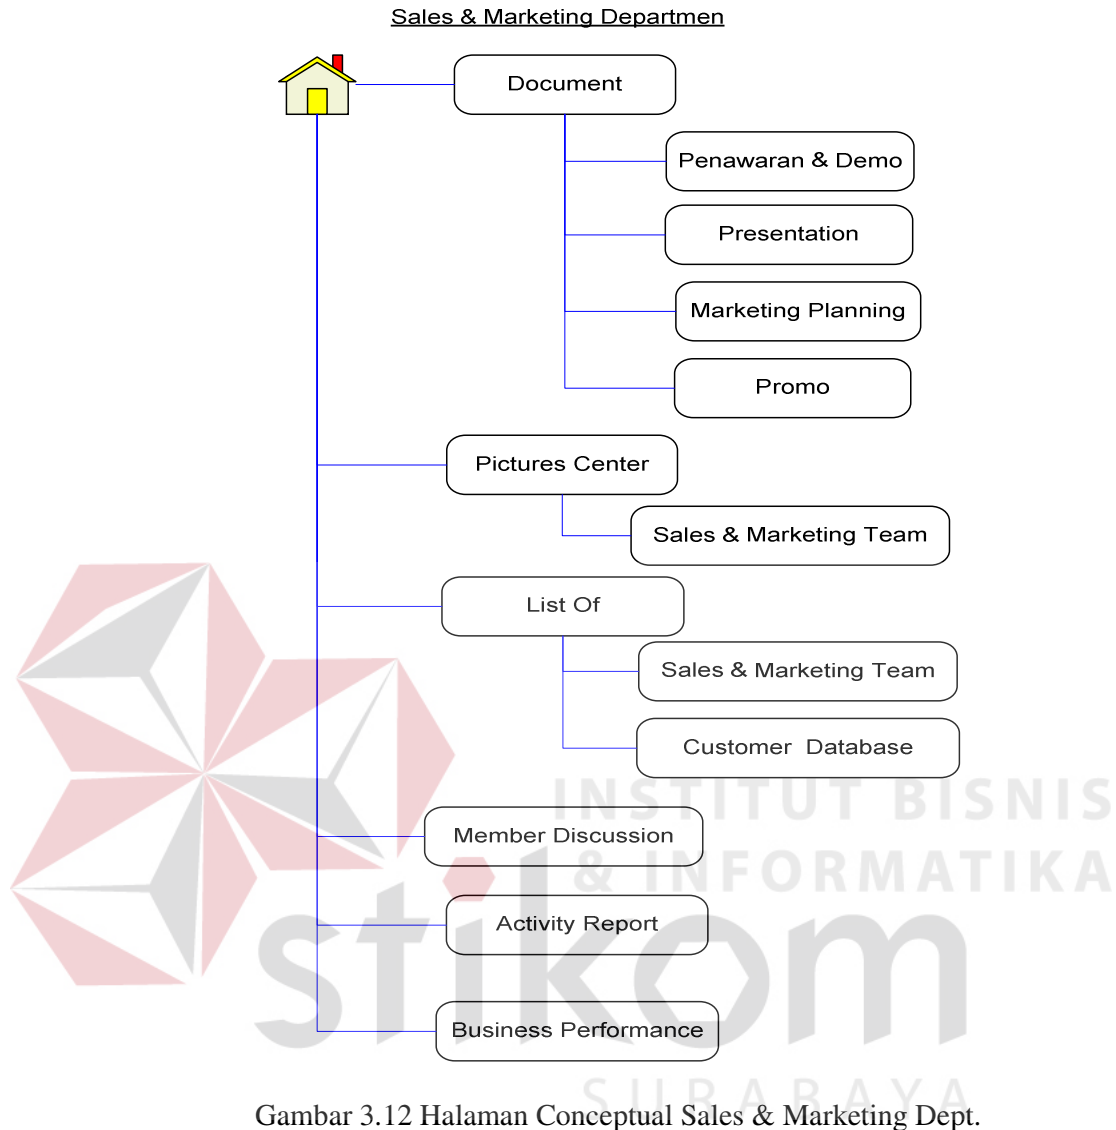 Sales & Marketing Departmen
Document
Penawaran & Demo
Presentation
Marketing Planning
Promo
Pictures Center
Sales & Marketing Team
List Of
Sales & Marketing Team
Customer Database
INSTITUT BISNIS
Member Discussion
& INFORMATIKA
stikom
Activity Report
Business Performance
SURABAYA
Gambar 3.12 Halaman Conceptual Sales & Marketing Dept.